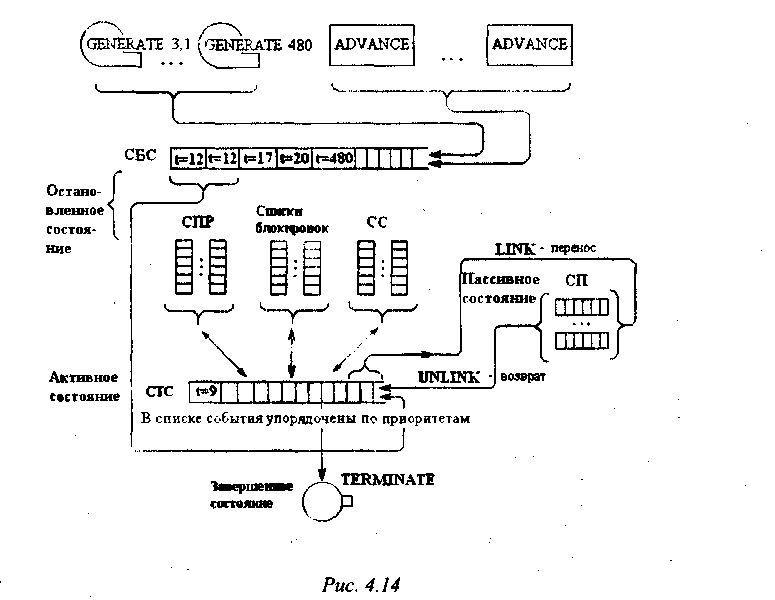 GENERATE 3,1 ... GENERATE 480 ADVANCE ... ADVANCE
СБС t=12 t=12 t=17 t=20 t=480
Остано-
вленное
состоя-
ние
СПР
Списки
блокировок
СС
LINK - перенос
Пассивное
состояние
СП
...
UNLINK - возврат
Активное
состояние
СТС t=9
В списке события упорядочены по приоритетам
Завершенное
состояние
TERMINATE
Рис. 4.14